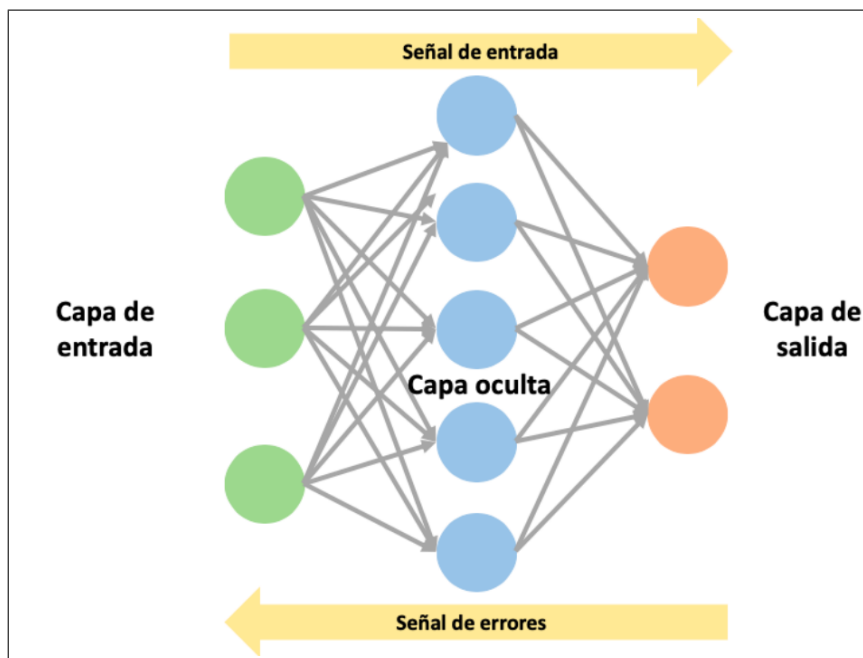 Señal de entrada
Capa de
entrada
Capa oculta
Capa de
salida
Señal de errores